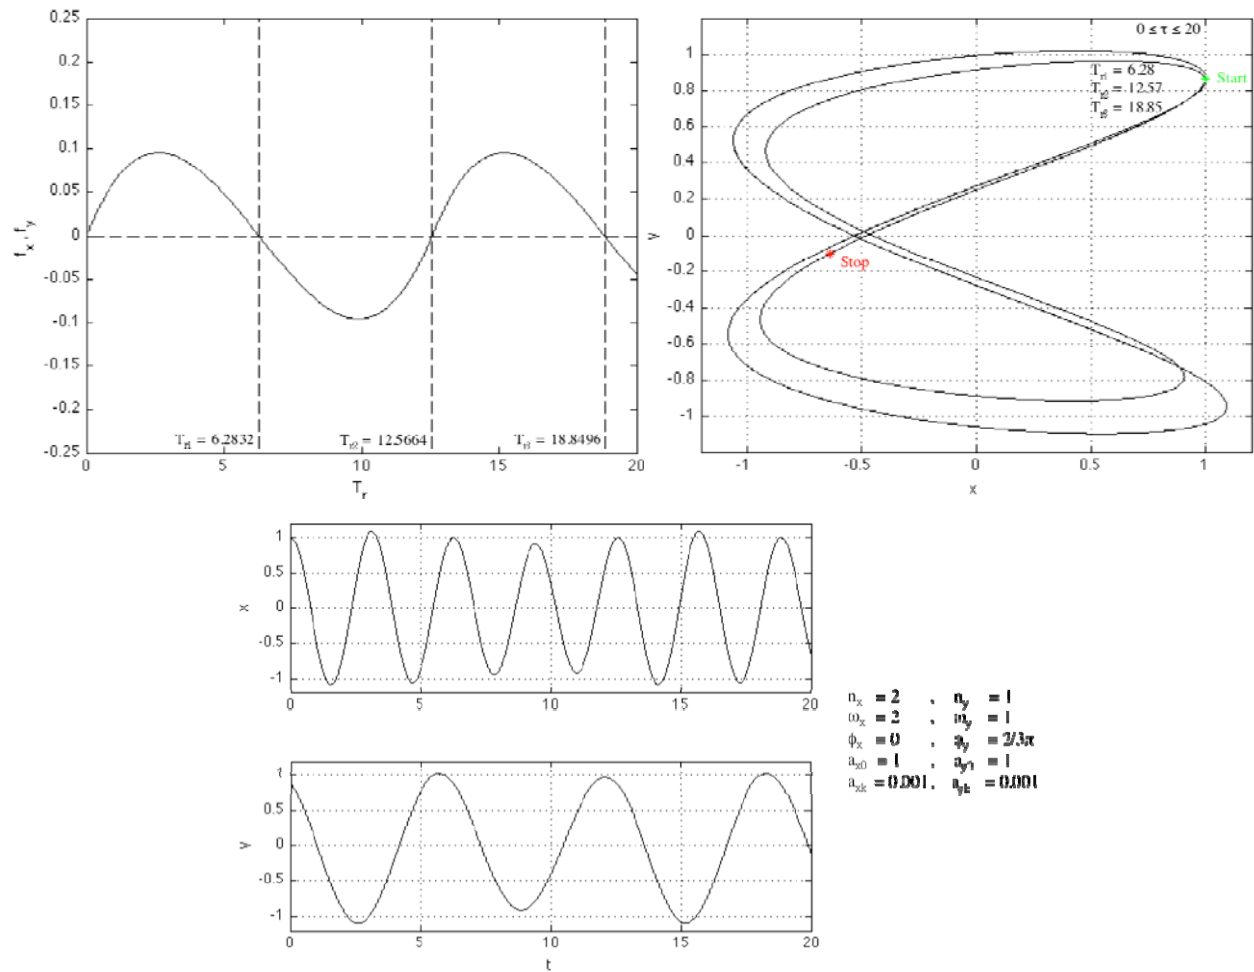 0.25
0.2
0.15
0.1
0.05
0
-0.05
-0.1
-0.15
-0.2
-0.25
f_x , f_y
T_r1 = 6.2832
T_r2 = 12.5664
T_r3 = 18.8496
0 5 10 15 20
T_r
0 ≤ τ ≤ 20
T_r1 = 6.28
T_r2 = 12.57
T_r3 = 18.85
Start
Stop
1
0.8
0.6
0.4
0.2
0
-0.2
-0.4
-0.6
-0.8
-1
y
-1 -0.5 0 0.5 1
x
1
0.5
0
-0.5
-1
x
0 5 10 15 20
1
0.5
0
-0.5
-1
y
0 5 10 15 20
t
n_x = 2 , n_y = 1
ω_x = 2 , ω_y = 1
ϕ_x = 0 , ϕ_y = 2/3π
a_x0 = 1 , = 1
a_xk = 0.001 , a_yk = 0.001